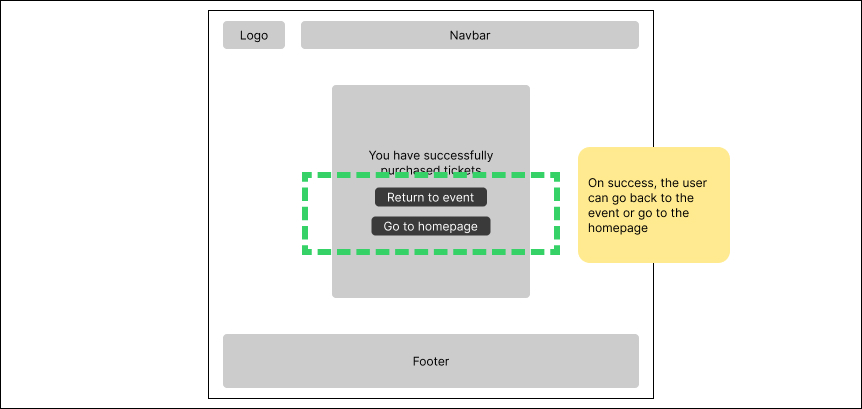 Logo
Navbar
You have successfully
purchased tickets
Return to event
Go to homepage
On success, the user
can go back to the
event or go to the
homepage
Footer